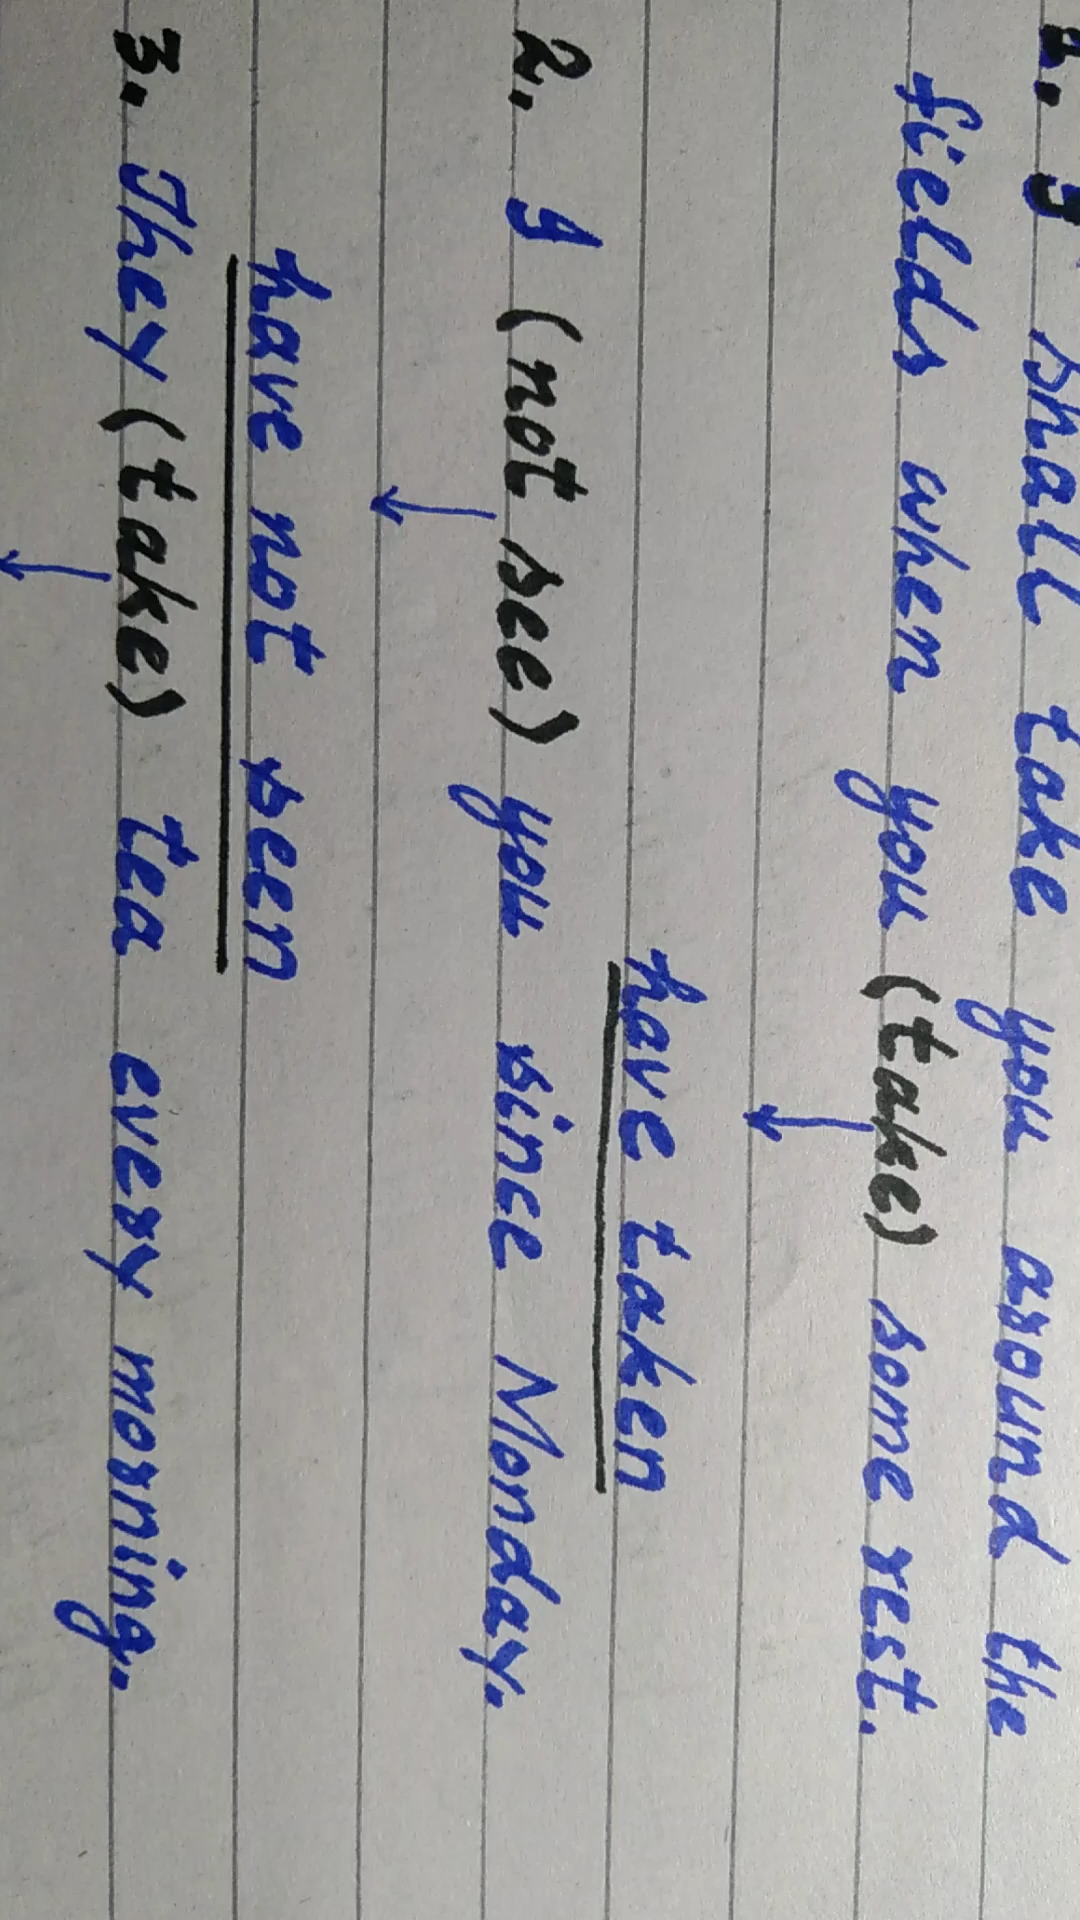 1. I shall take you around the
fields when you (take) some rest.
have taken
2. I (not see) you since Monday.
have not seen
3. They (take) tea every morning.